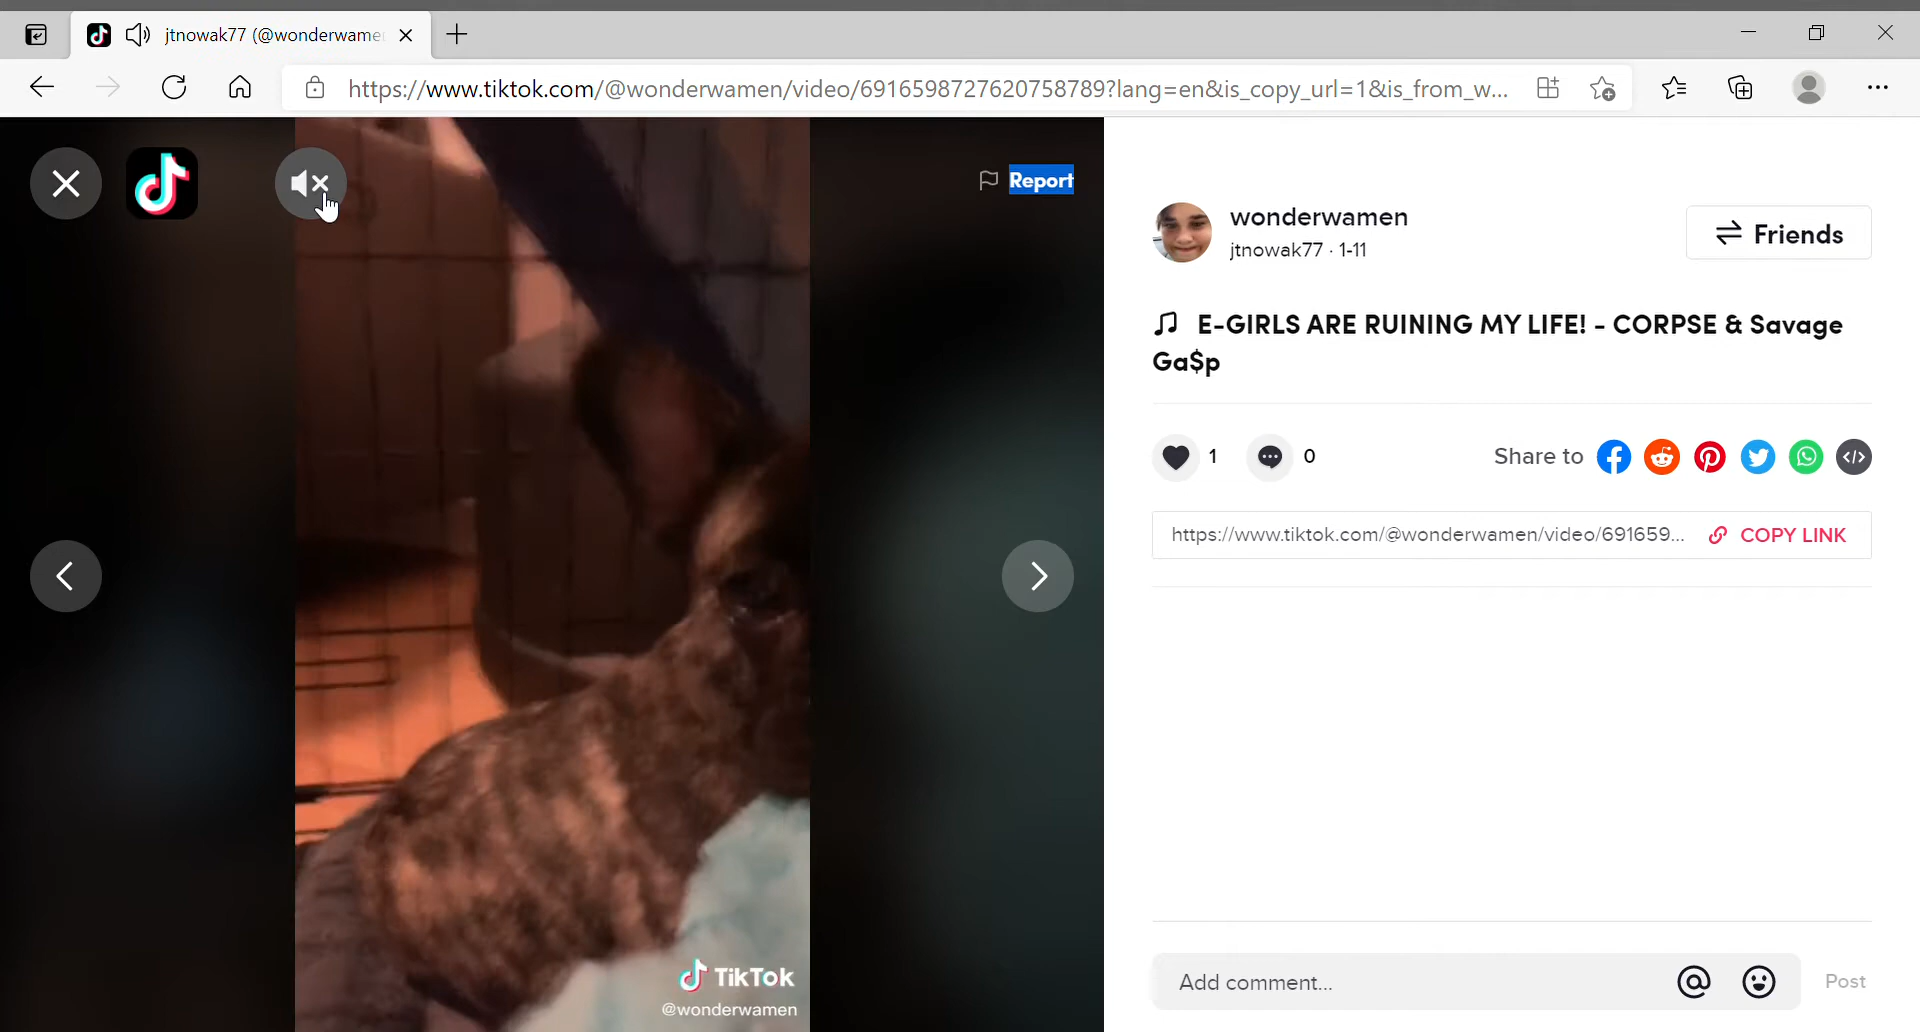 jtnowak77 (@wonderwame
https://www.tiktok.com/@wonderwamen/video/6916598727620758789?lang=en&is_copy_url=1&is_from_w...
Report
wonderwamen
jtnowak77 · 1-11
Friends
E-GIRLS ARE RUINING MY LIFE! - CORPSE & Savage
Ga$p
1
0
Share to
https://www.tiktok.com/@wonderwamen/video/691659...
COPY LINK
TikTok
@wonderwamen
Add comment...
Post